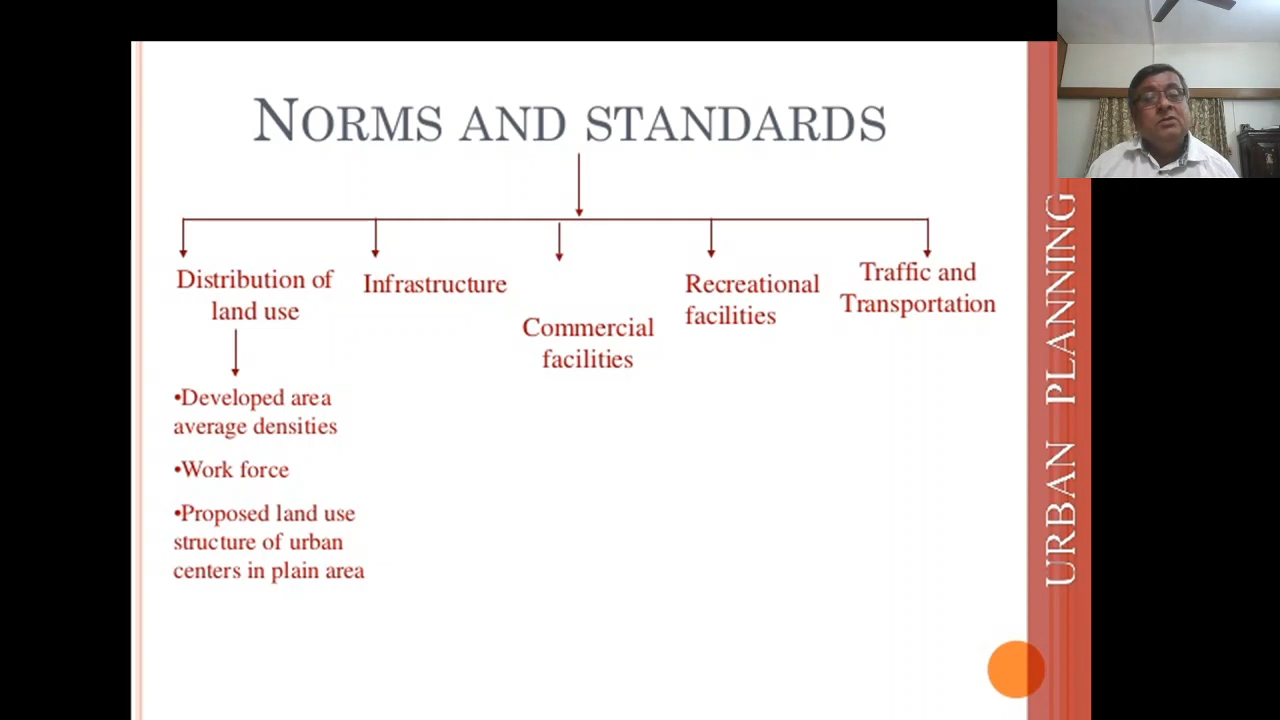 NORMS AND STANDARDS
Distribution of
land use
Infrastructure
Commercial
facilities
Recreational
facilities
Traffic and
Transportation
•Developed area
average densities
•Work force
•Proposed land use
structure of urban
centers in plain area
URBAN PLANNING